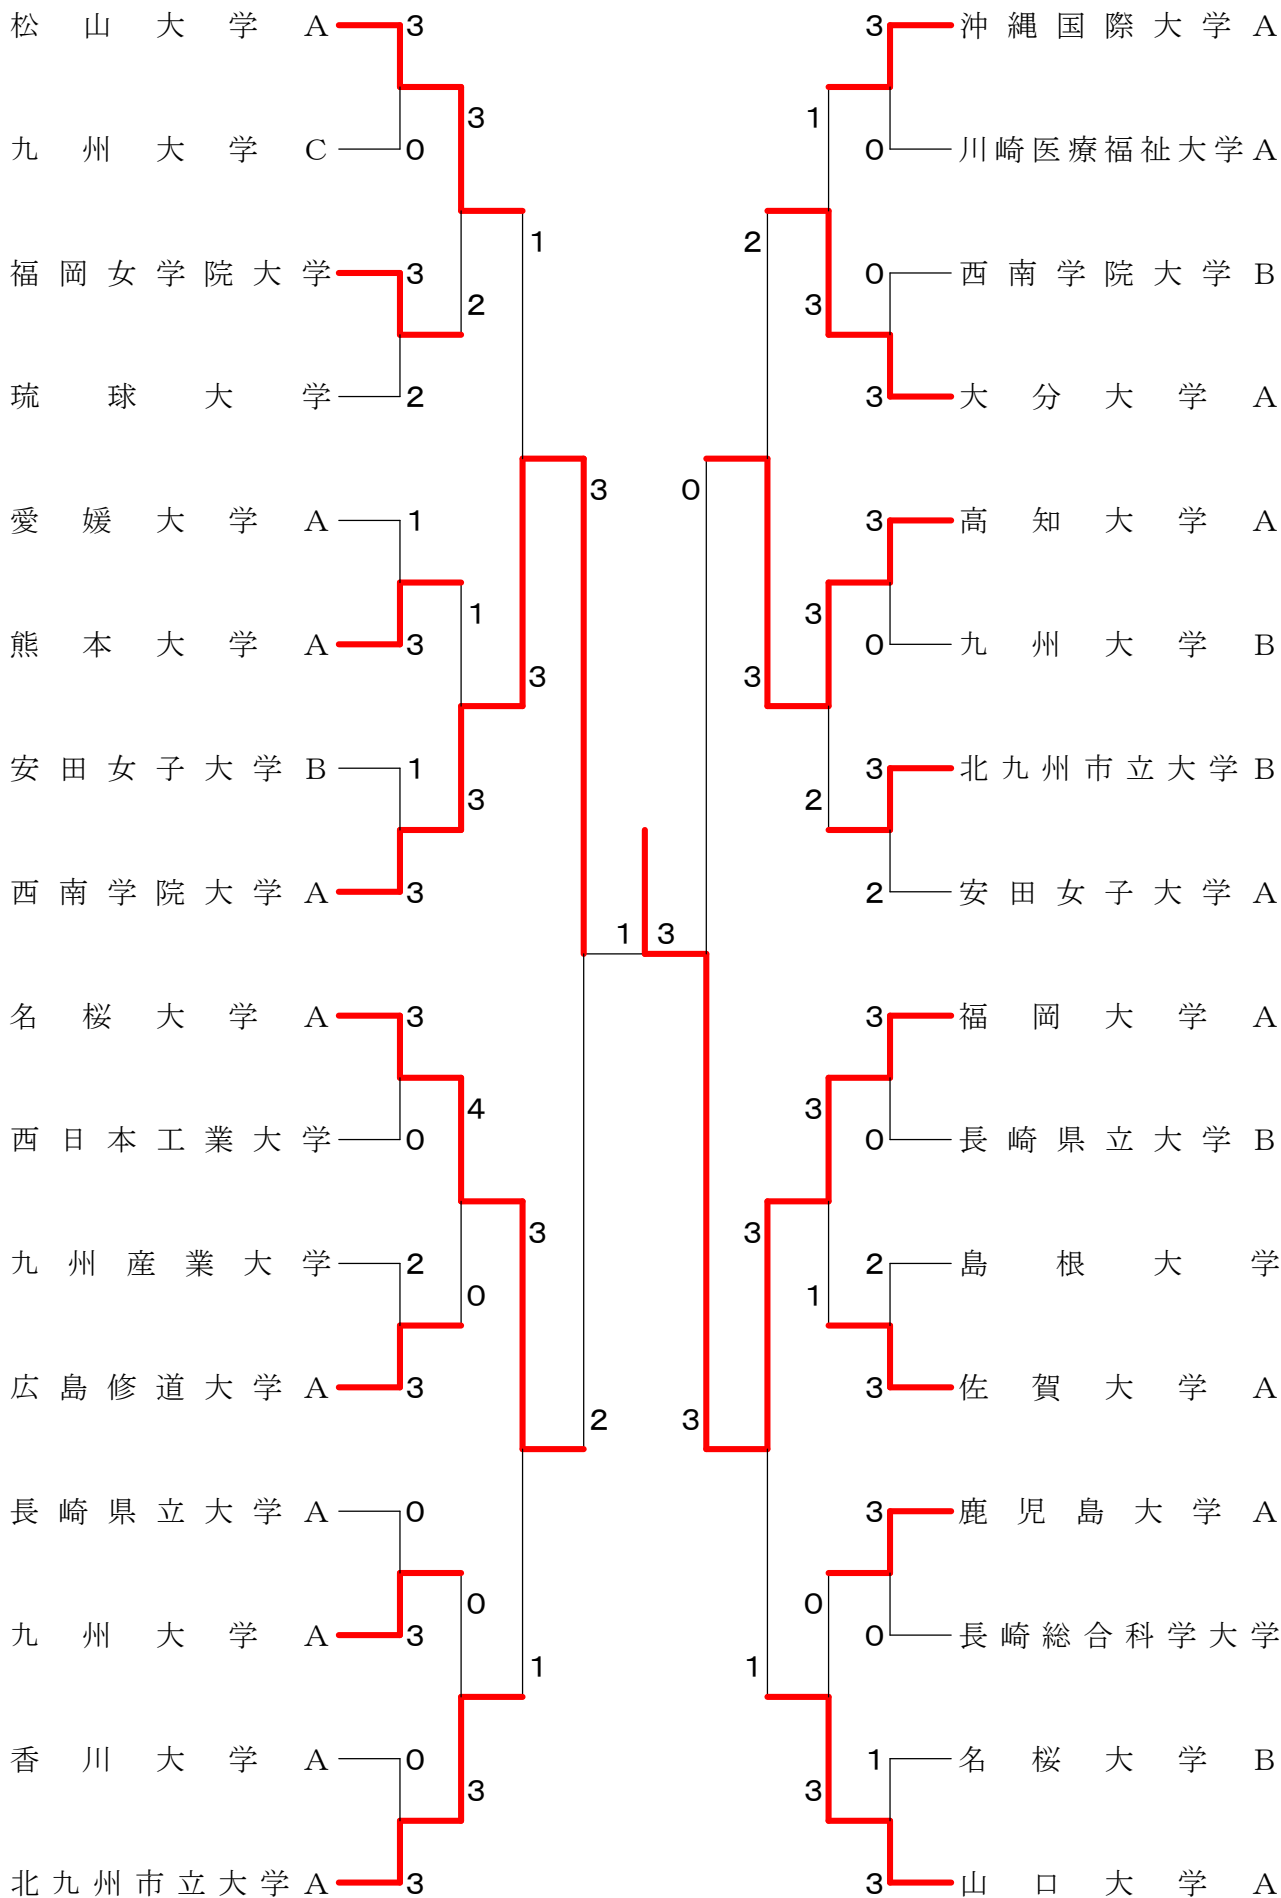 松山大学A 3
3 沖縄国際大学A
3
1
九州大学C 0
0 川崎医療福祉大学A
1
2
福岡女学院大学 3
0 西南学院大学B
2
3
琉球大学 2
3 大分大学A
3
0
愛媛大学A 1
3 高知大学A
1
3
熊本大学A 3
0 九州大学B
3
3
安田女子大学B 1
3 北九州市立大学B
3
2
西南学院大学A 3
2 安田女子大学A
1 3
名桜大学A 3
3 福岡大学A
4
3
西日本工業大学 0
0 長崎県立大学B
3
3
九州産業大学 2
2 島根大学
0
1
広島修道大学A 3
3 佐賀大学A
2
3
長崎県立大学A 0
3 鹿児島大学A
0
0
九州大学A 3
0 長崎総合科学大学
1
1
香川大学A 0
1 名桜大学B
3
3
北九州市立大学A 3
3 山口大学A